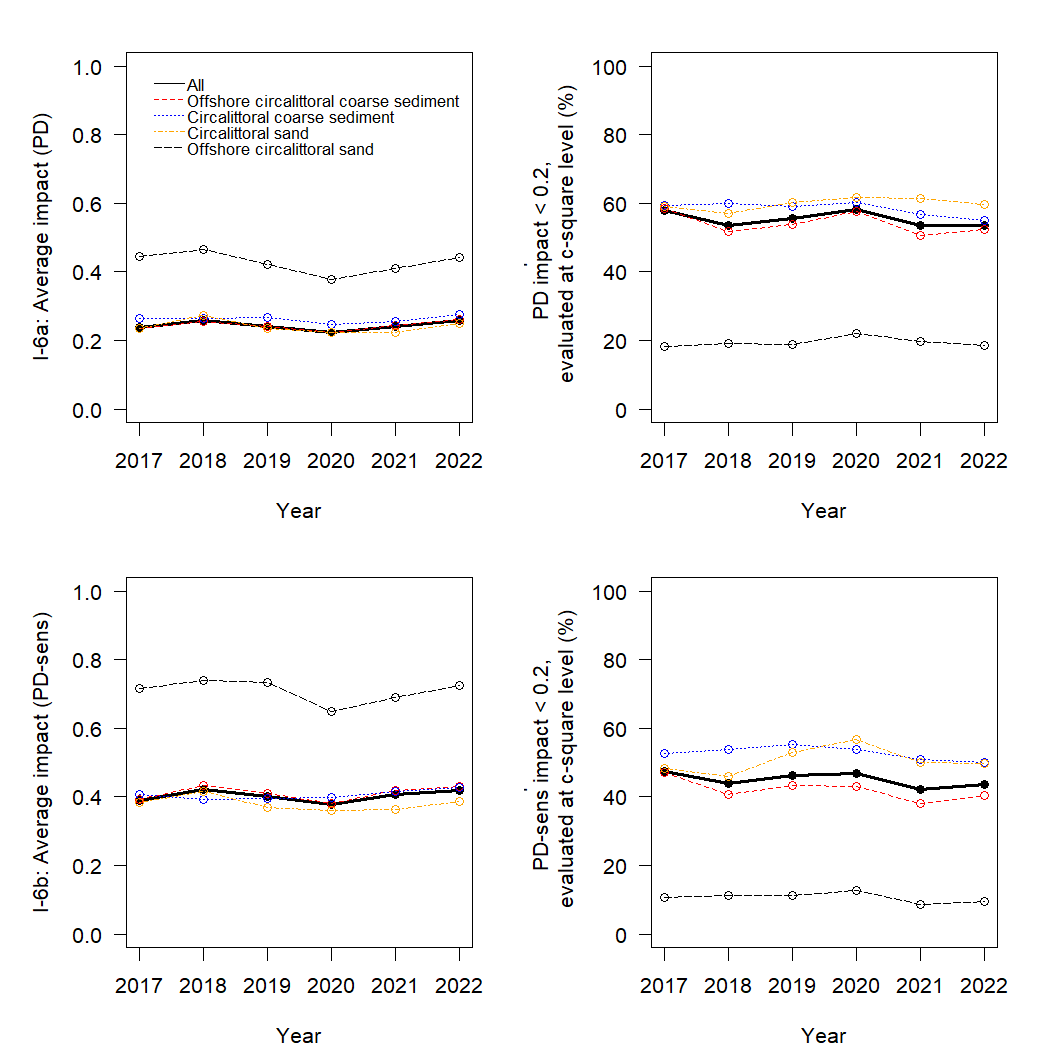 I-6a: Average impact (PD)
1.0
0.8
0.6
0.4
0.2
0.0
All
Offshore circalittoral coarse sediment
Circalittoral coarse sediment
Circalittoral sand
Offshore circalittoral sand
2017 2018 2019 2020 2021 2022
Year
PD impact < 0.2,
evaluated at c-square level (%)
100
80
60
40
20
0
2017 2018 2019 2020 2021 2022
Year
I-6b: Average impact (PD-sens)
1.0
0.8
0.6
0.4
0.2
0.0
2017 2018 2019 2020 2021 2022
Year
PD-sens impact < 0.2,
evaluated at c-square level (%)
100
80
60
40
20
0
2017 2018 2019 2020 2021 2022
Year